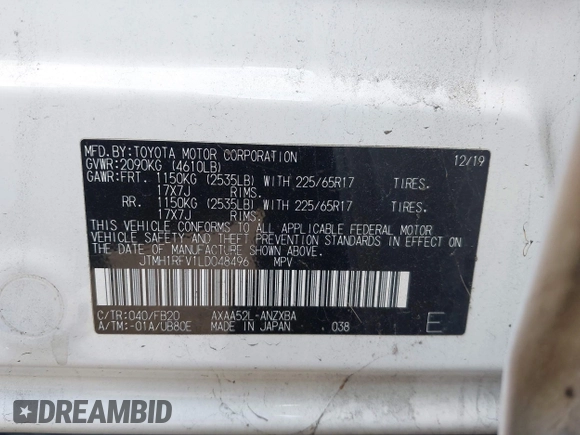 MFD.BY:TOYOTA MOTOR CORPORATION 12/19
GVWR:2090KG (4610LB)
GAWR:FRT. 1150KG (2535LB) WITH 225/65R17 TIRES.
17X7J RIMS.
RR. 1150KG (2535LB) WITH 225/65R17 TIRES.
17X7J RIMS.
THIS VEHICLE CONFORMS TO ALL APPLICABLE FEDERAL MOTOR
VEHICLE SAFETY AND THEFT PREVENTION STANDARDS IN EFFECT ON
THE DATE OF MANUFACTURE SHOWN ABOVE.
JTMH1RFV1LD048496 MPV
C/TR:040/FB20 AXAA52L-ANZXBA
A/TM:-01A/UB80E MADE IN JAPAN 038 E
DREAMBID